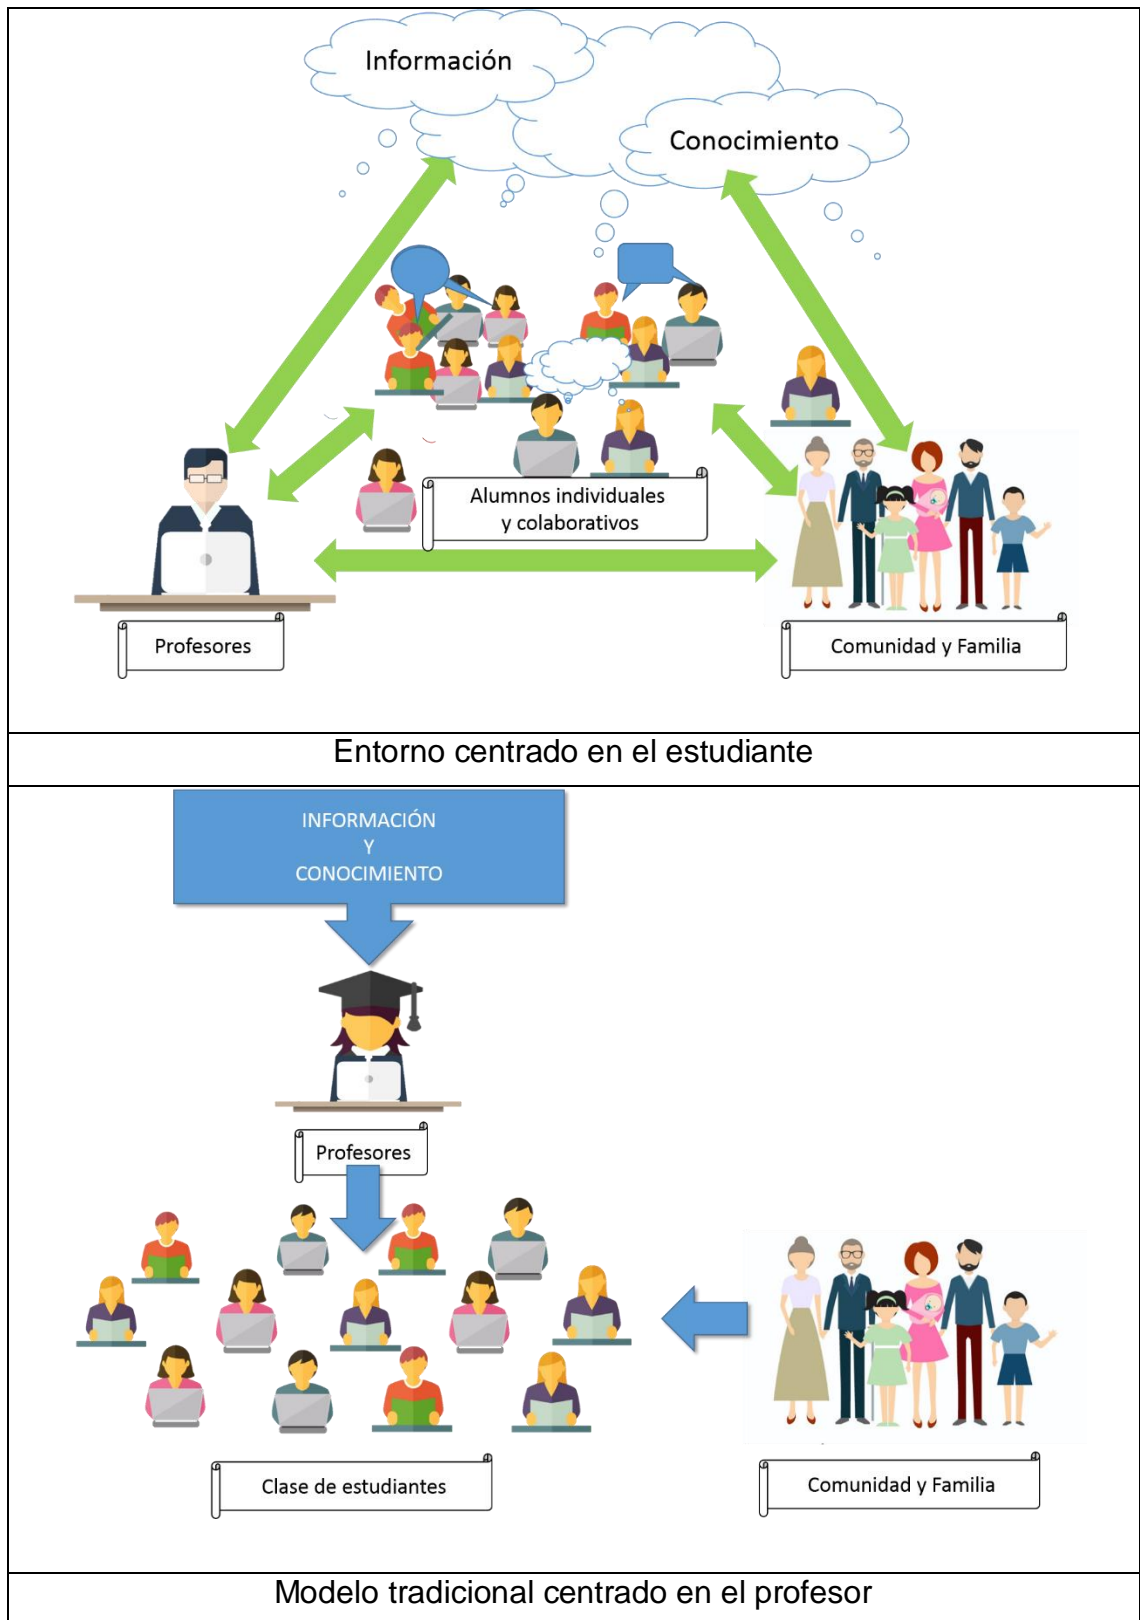 Información
Conocimiento
Alumnos individuales
y colaborativos
Profesores
Comunidad y Familia
Entorno centrado en el estudiante
INFORMACIÓN
Y
CONOCIMIENTO
Profesores
Clase de estudiantes
Comunidad y Familia
Modelo tradicional centrado en el profesor